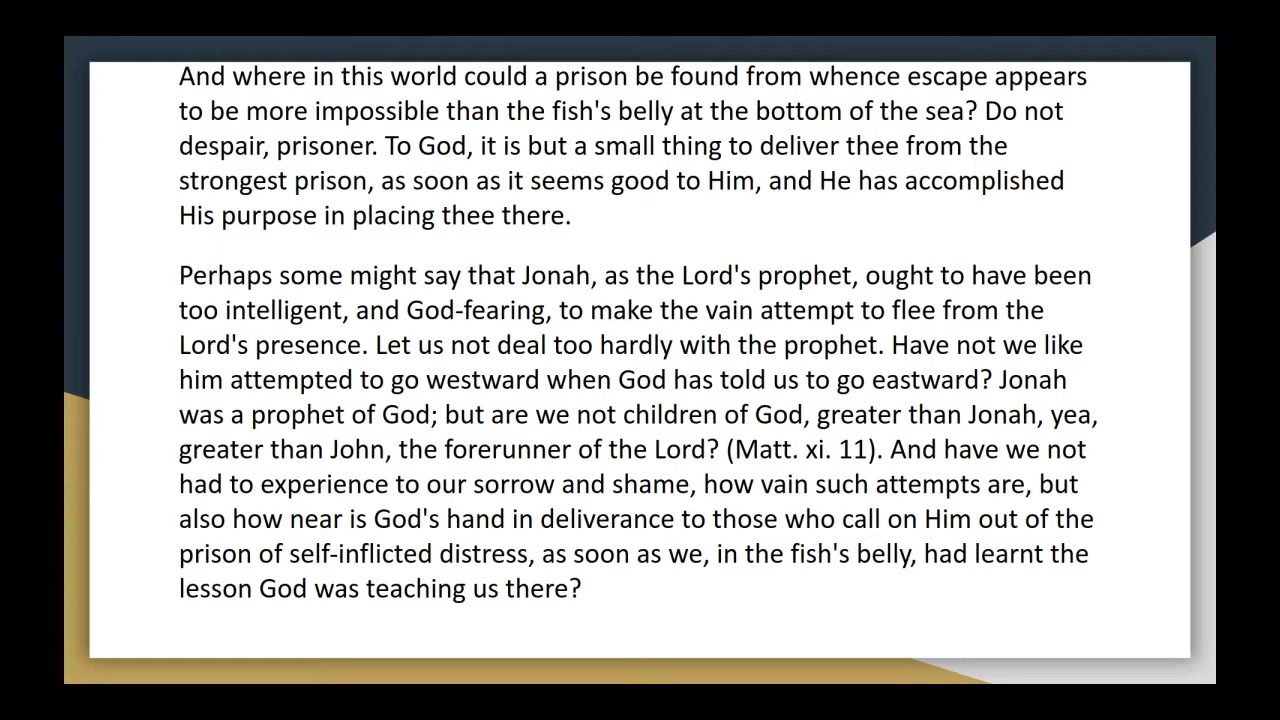 And where in this world could a prison be found from whence escape appears
to be more impossible than the fish's belly at the bottom of the sea? Do not
despair, prisoner. To God, it is but a small thing to deliver thee from the
strongest prison, as soon as it seems good to Him, and He has accomplished
His purpose in placing thee there.
Perhaps some might say that Jonah, as the Lord's prophet, ought to have been
too intelligent, and God-fearing, to make the vain attempt to flee from the
Lord's presence. Let us not deal too hardly with the prophet. Have not we like
him attempted to go westward when God has told us to go eastward? Jonah
was a prophet of God; but are we not children of God, greater than Jonah, yea,
greater than John, the forerunner of the Lord? (Matt. xi. 11). And have we not
had to experience to our sorrow and shame, how vain such attempts are, but
also how near is God's hand in deliverance to those who call on Him out of the
prison of self-inflicted distress, as soon as we, in the fish's belly, had learnt the
lesson God was teaching us there?